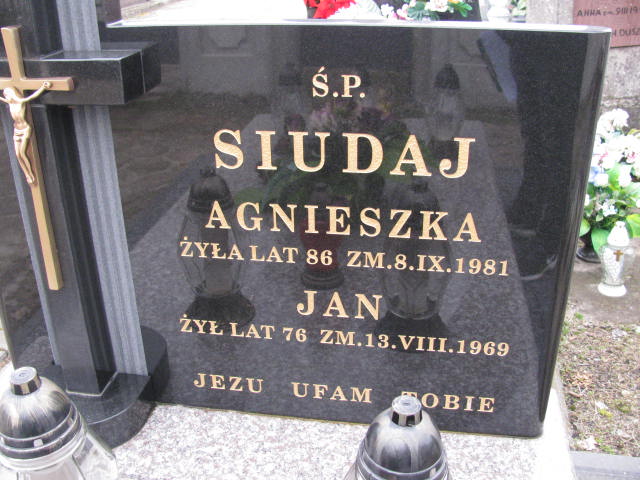 Ś.P.
SIUDAJ
AGNIESZKA
ŻYŁA LAT 86 ZM.8.IX.1981
JAN
ŻYŁ LAT 76 ZM.13.VIII.1969
JEZU UFAM TOBIE
ANNA